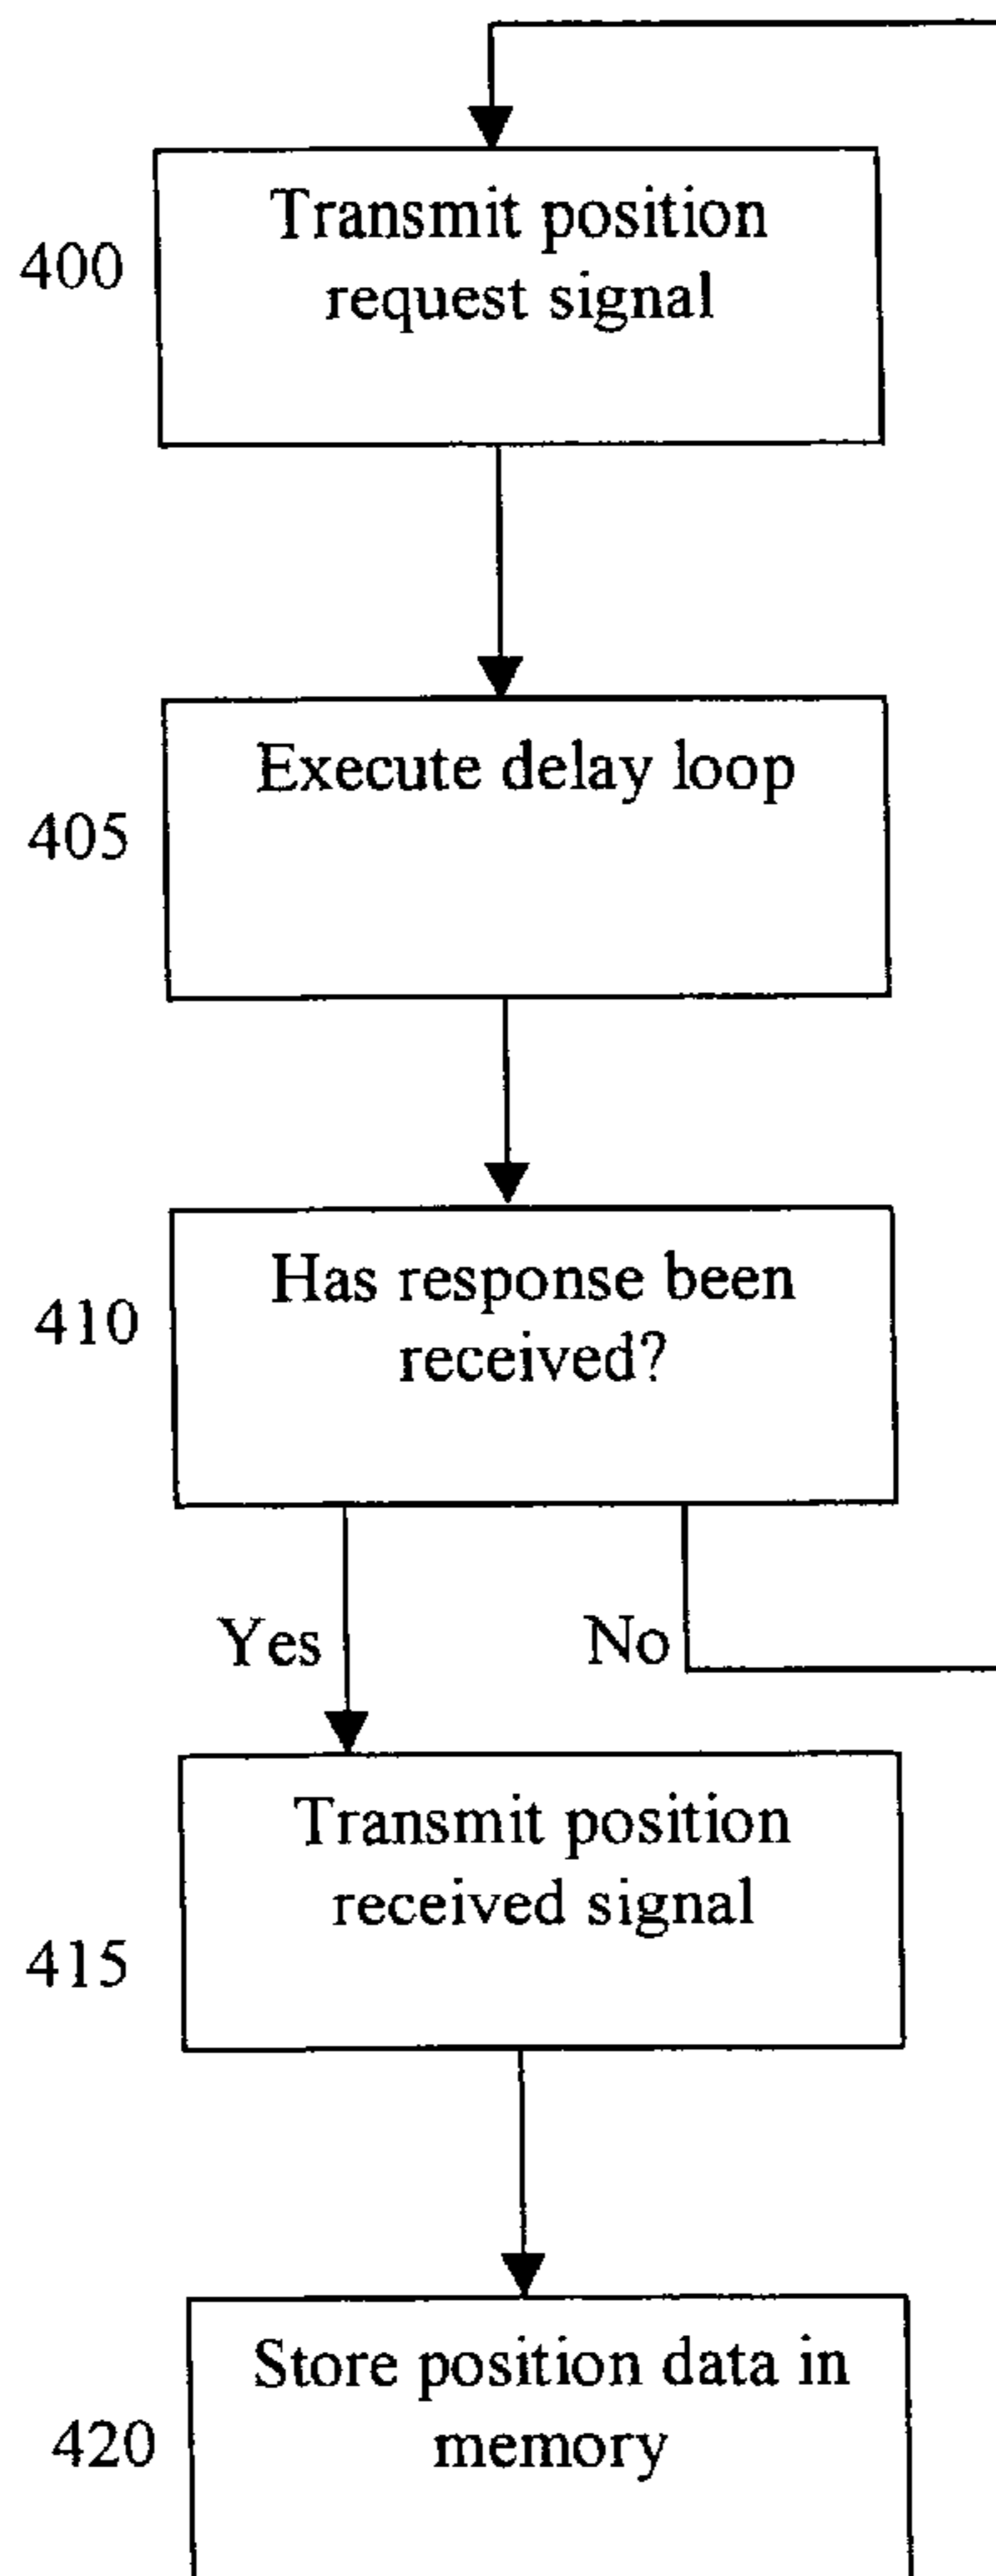 Transmit position
request signal
400
Execute delay loop
405
Has response been
received?
410
Yes
No
Transmit position
received signal
415
Store position data in
memory
420